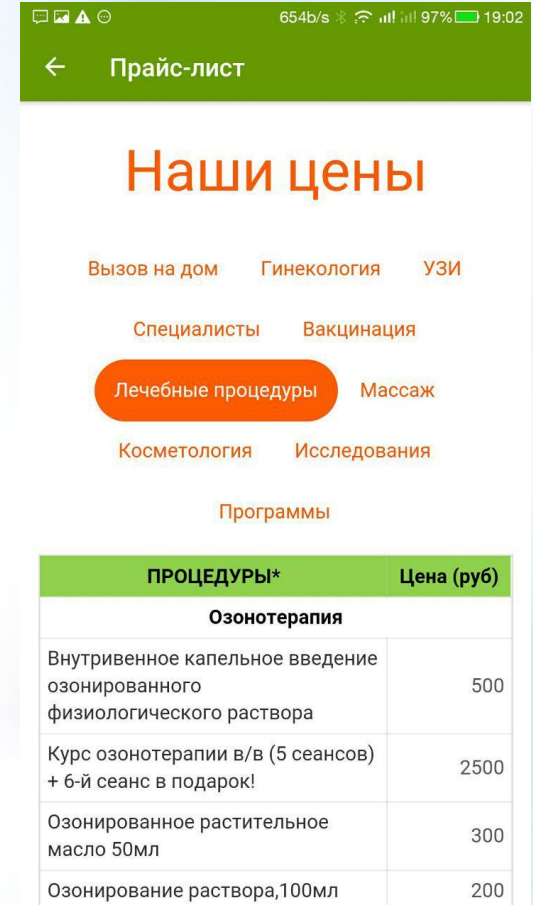 654b/s 97% 19:02
Прайс-лист
Наши цены
Вызов на дом Гинекология УЗИ
Специалисты Вакцинация
Лечебные процедуры Массаж
Косметология Исследования
Программы
ПРОЦЕДУРЫ* Цена (руб)
Озонотерапия
Внутривенное капельное введение
озонированного 500
физиологического раствора
Курс озонотерапии в/в (5 сеансов) 2500
+ 6-й сеанс в подарок!
Озонированное растительное 300
масло 50мл
Озонирование раствора,100мл 200